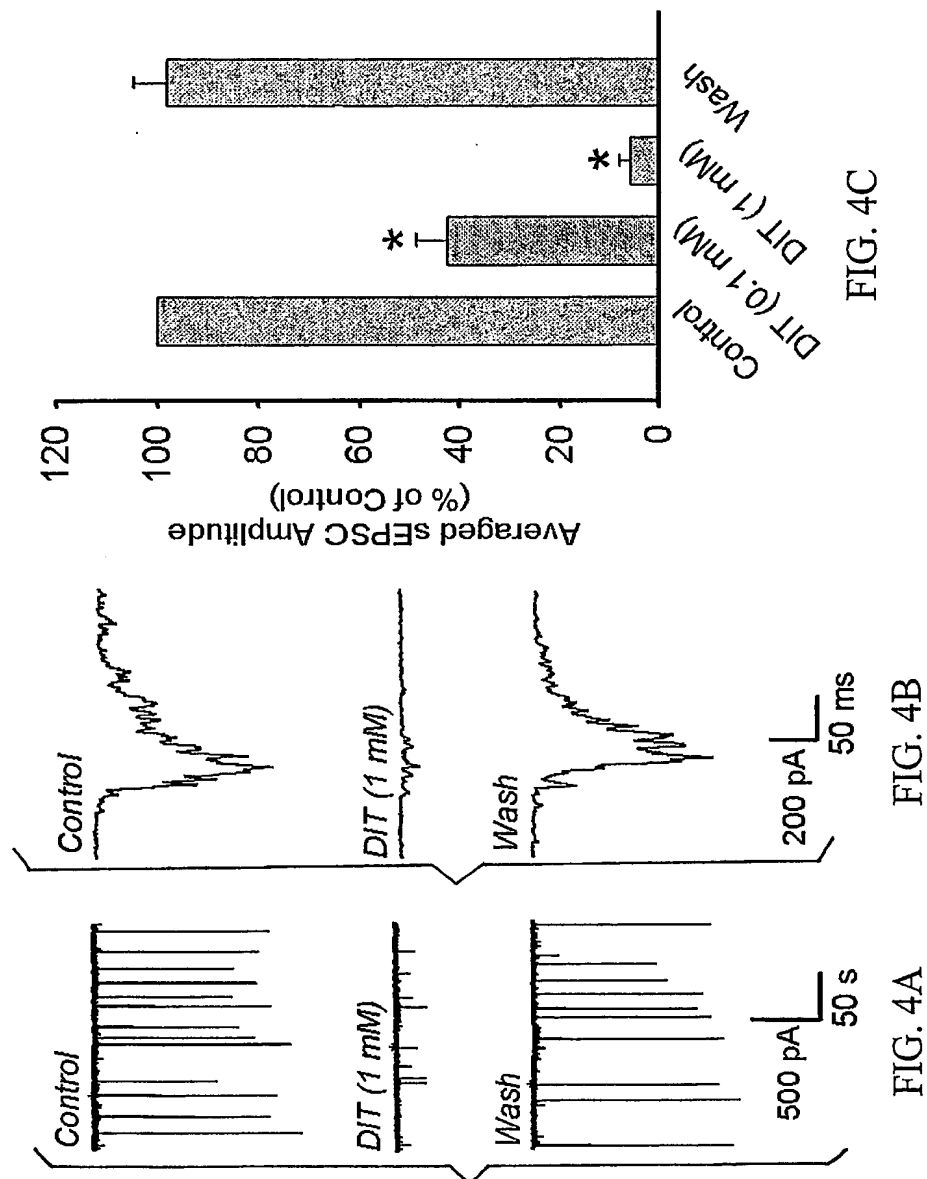 Control
DIT (1 mM)
Wash
500 pA
50 s
FIG. 4A
Control
DIT (1 mM)
Wash
200 pA
50 ms
FIG. 4B
Averaged sEPSC Amplitude
(% of Control)
120
100
80
60
40
20
0
*
*
Control
DIT (0.1 mM)
DIT (1 mM)
Wash
FIG. 4C